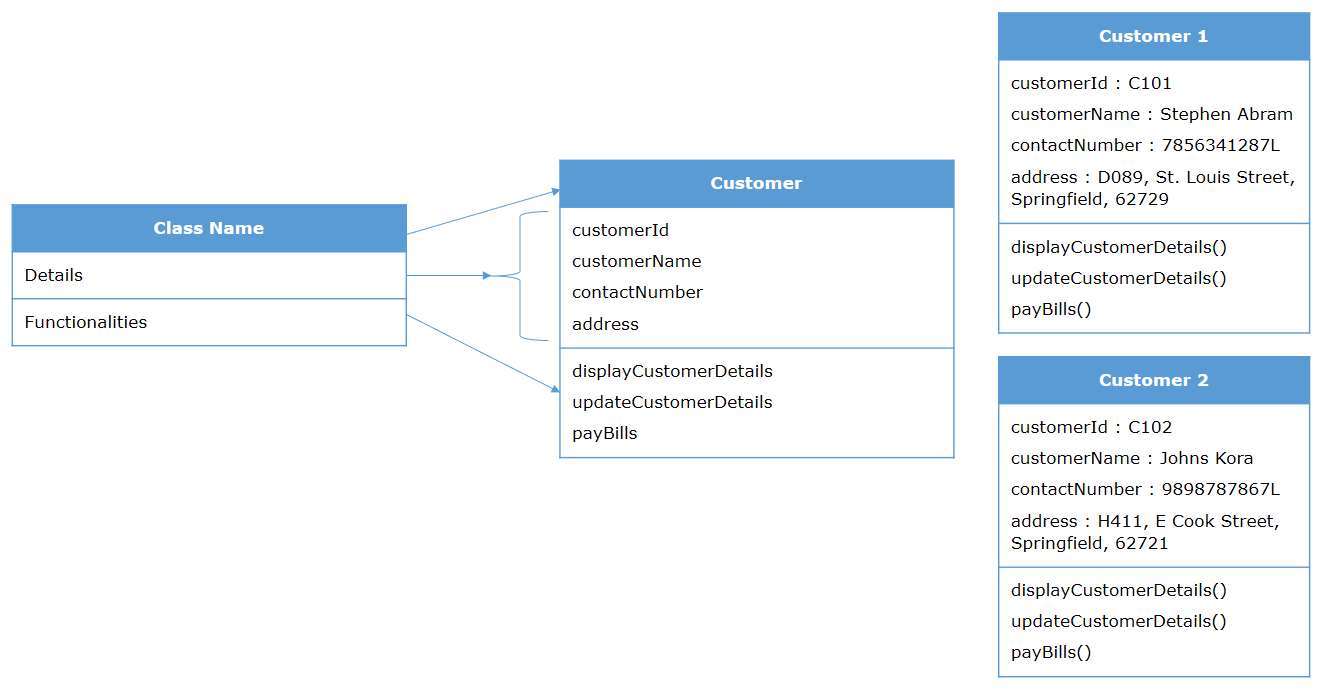 Class Name
Details
Functionalities
Customer
customerId
customerName
contactNumber
address
displayCustomerDetails
updateCustomerDetails
payBills
Customer 1
customerId : C101
customerName : Stephen Abram
contactNumber : 7856341287L
address : D089, St. Louis Street,
Springfield, 62729
displayCustomerDetails()
updateCustomerDetails()
payBills()
Customer 2
customerId : C102
customerName : Johns Kora
contactNumber : 9898787867L
address : H411, E Cook Street,
Springfield, 62721
displayCustomerDetails()
updateCustomerDetails()
payBills()